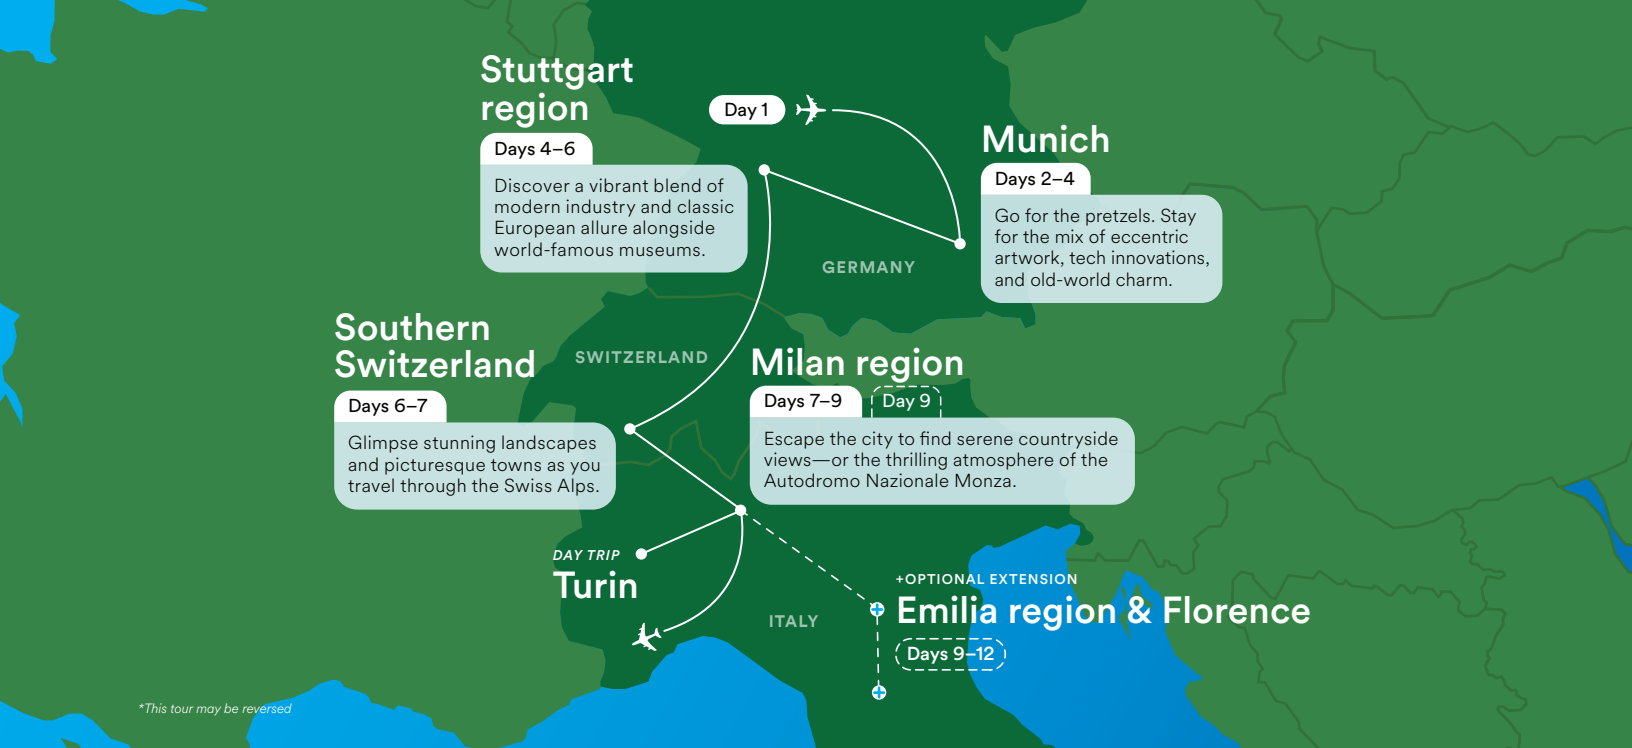 Stuttgart
region
Days 4–6
Discover a vibrant blend of
modern industry and classic
European allure alongside
world-famous museums.
Day 1
Munich
Days 2–4
Go for the pretzels. Stay
for the mix of eccentric
artwork, tech innovations,
and old-world charm.
GERMANY
Southern
Switzerland
Days 6–7
Glimpse stunning landscapes
and picturesque towns as you
travel through the Swiss Alps.
SWITZERLAND
Milan region
Days 7–9
Day 9
Escape the city to find serene countryside
views—or the thrilling atmosphere of the
Autodromo Nazionale Monza.
DAY TRIP
Turin
ITALY
+OPTIONAL EXTENSION
Emilia region & Florence
Days 9–12
*This tour may be reversed